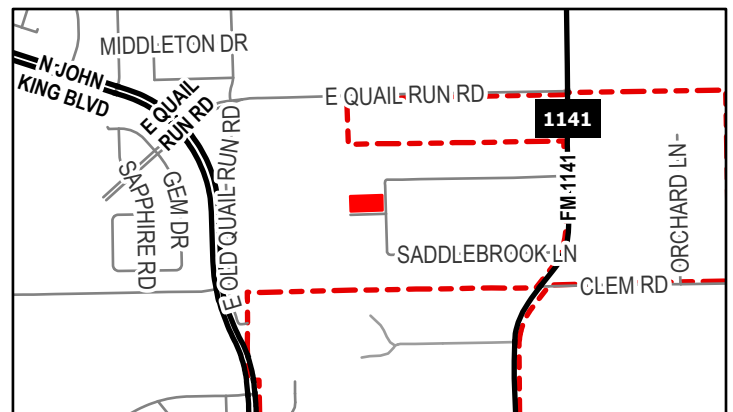 MIDDLETON DR
N JOHN
KING BLVD
E QUAIL
RUN RD
E QUAIL RUN RD
1141
E OLD QUAIL RUN RD
SAPPHIRE RD
GEM DR
FM 1141
ORCHARD LN
SADDLEBROOK LN
CLEM RD